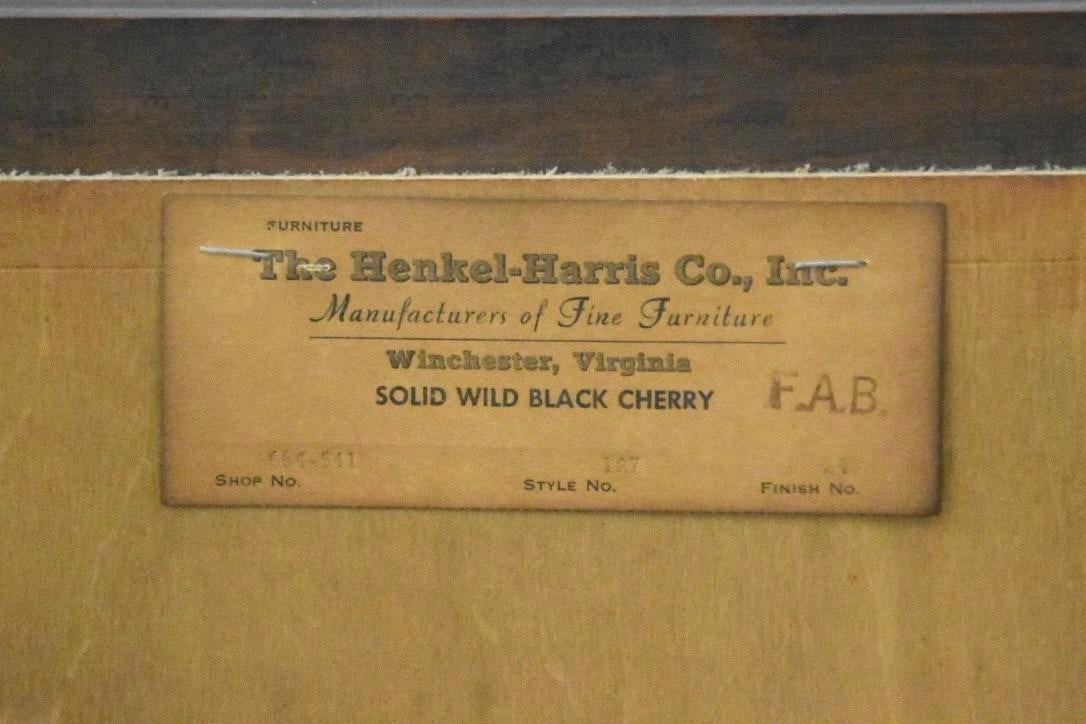 FURNITURE
The Henkel-Harris Co., Inc.
Manufacturers of Fine Furniture
Winchester, Virginia
SOLID WILD BLACK CHERRY
F.A.B.
127
SHOP NO. STYLE NO. FINISH NO.